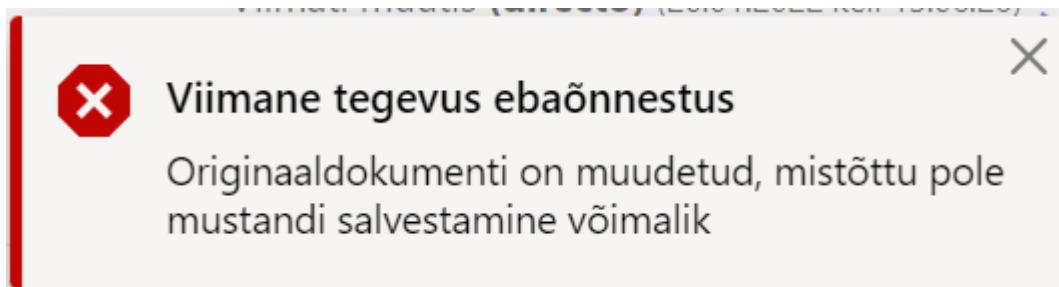 Viimane tegevus ebaõnnestus
Originaaldokumenti on muudetud, mistõttu pole
mustandi salvestamine võimalik